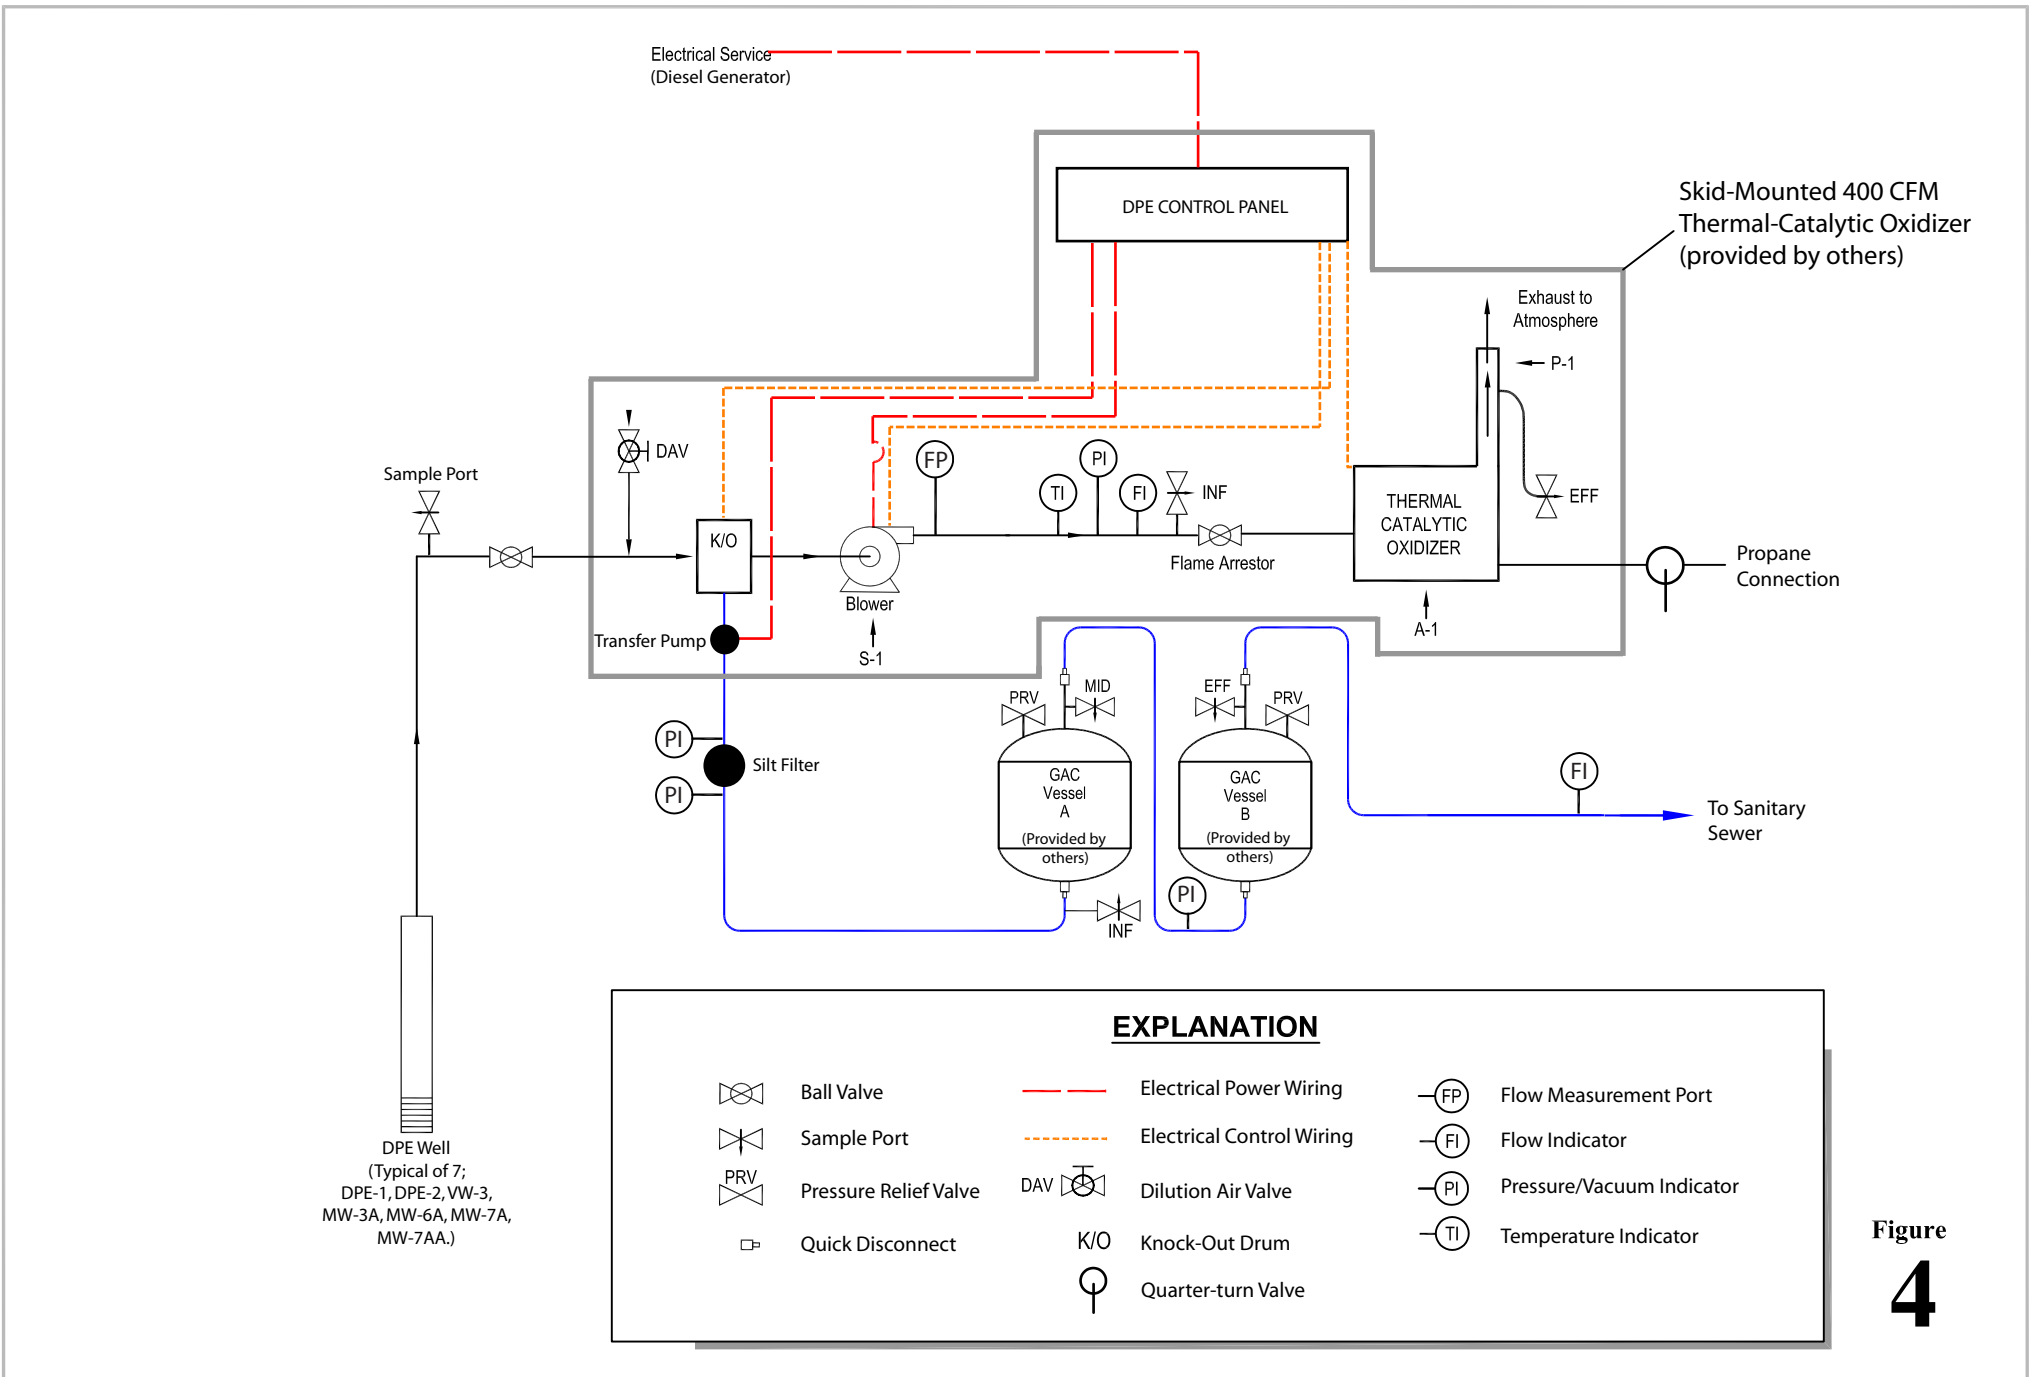 Electrical Service
(Diesel Generator)
DPE CONTROL PANEL
Skid-Mounted 400 CFM
Thermal-Catalytic Oxidizer
(provided by others)
Exhaust to
Atmosphere
P-1
DAV
Sample Port
K/O
FP
TI
PI
FI
INF
EFF
THERMAL
CATALYTIC
OXIDIZER
Flame Arrestor
Propane
Connection
Blower
Transfer Pump
S-1
A-1
PRV
MID
EFF
PRV
PI
Silt Filter
PI
GAC
Vessel
A
(Provided by
others)
GAC
Vessel
B
(Provided by
others)
FI
To Sanitary
Sewer
PI
INF
DPE Well
(Typical of 7;
DPE-1, DPE-2, VW-3,
MW-3A, MW-6A, MW-7A,
MW-7AA.)
EXPLANATION
Ball Valve
Sample Port
PRV
Pressure Relief Valve
Quick Disconnect
Electrical Power Wiring
Electrical Control Wiring
DAV
Dilution Air Valve
K/O
Knock-Out Drum
Quarter-turn Valve
FP
Flow Measurement Port
FI
Flow Indicator
PI
Pressure/Vacuum Indicator
TI
Temperature Indicator
Figure
4